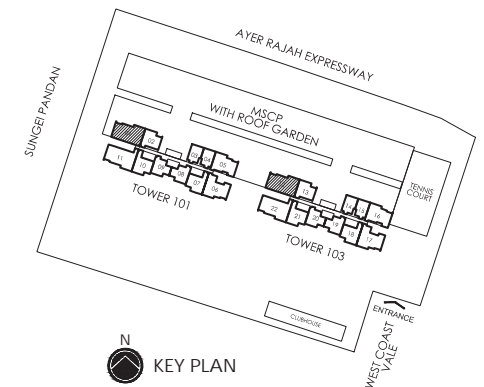 AYER RAJAH EXPRESSWAY
SUNGEI PANDAN
MSCP
WITH ROOF GARDEN
TENNIS
COURT
02
03
04
05
11
10
09
08
07
06
TOWER 101
13
14
15
16
22
21
20
19
18
17
TOWER 103
CLUBHOUSE
ENTRANCE
WEST COAST
VALE
N
KEY PLAN